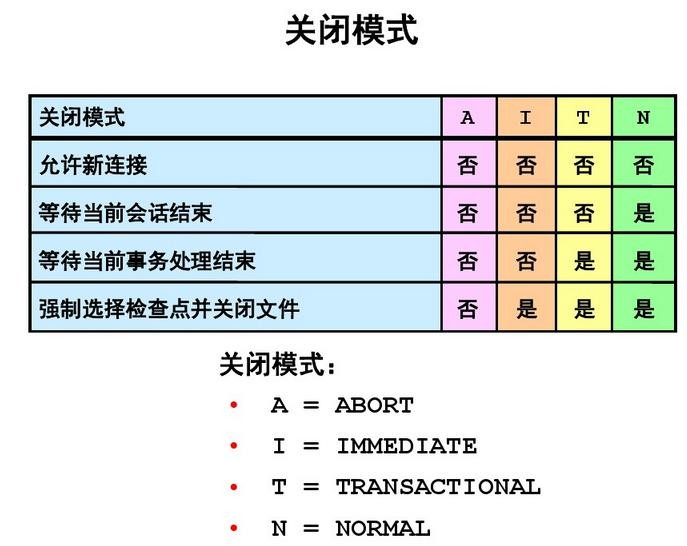 关闭模式
关闭模式 A I T N
允许新连接 否 否 否 否
等待当前会话结束 否 否 否 是
等待当前事务处理结束 否 否 是 是
强制选择检查点并关闭文件 否 是 是 是
关闭模式：
• A = ABORT
• I = IMMEDIATE
• T = TRANSACTIONAL
• N = NORMAL